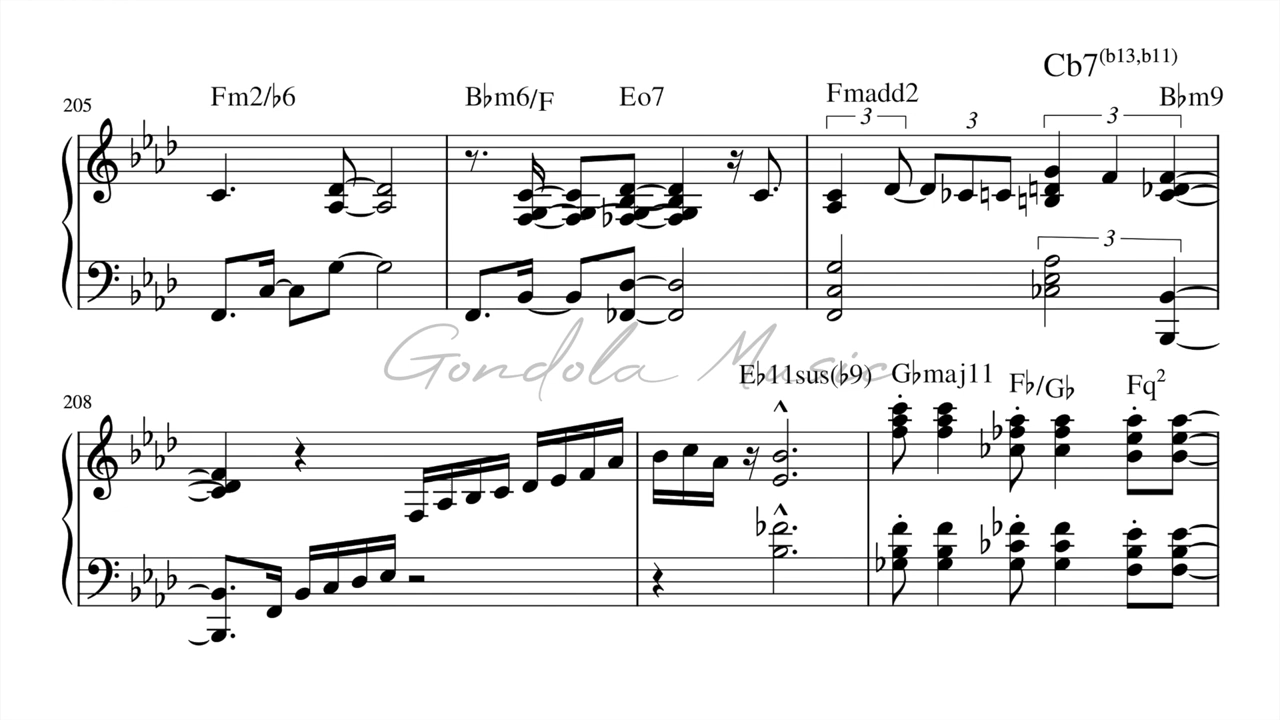 Cb7(b13,b11)
205 Fm2/♭6 B♭m6/F Eo7 Fmadd2 B♭m9
3 3 3
3
Gondola Music
208 E♭11sus(♭9) G♭maj11 F♭/G♭ Fq2